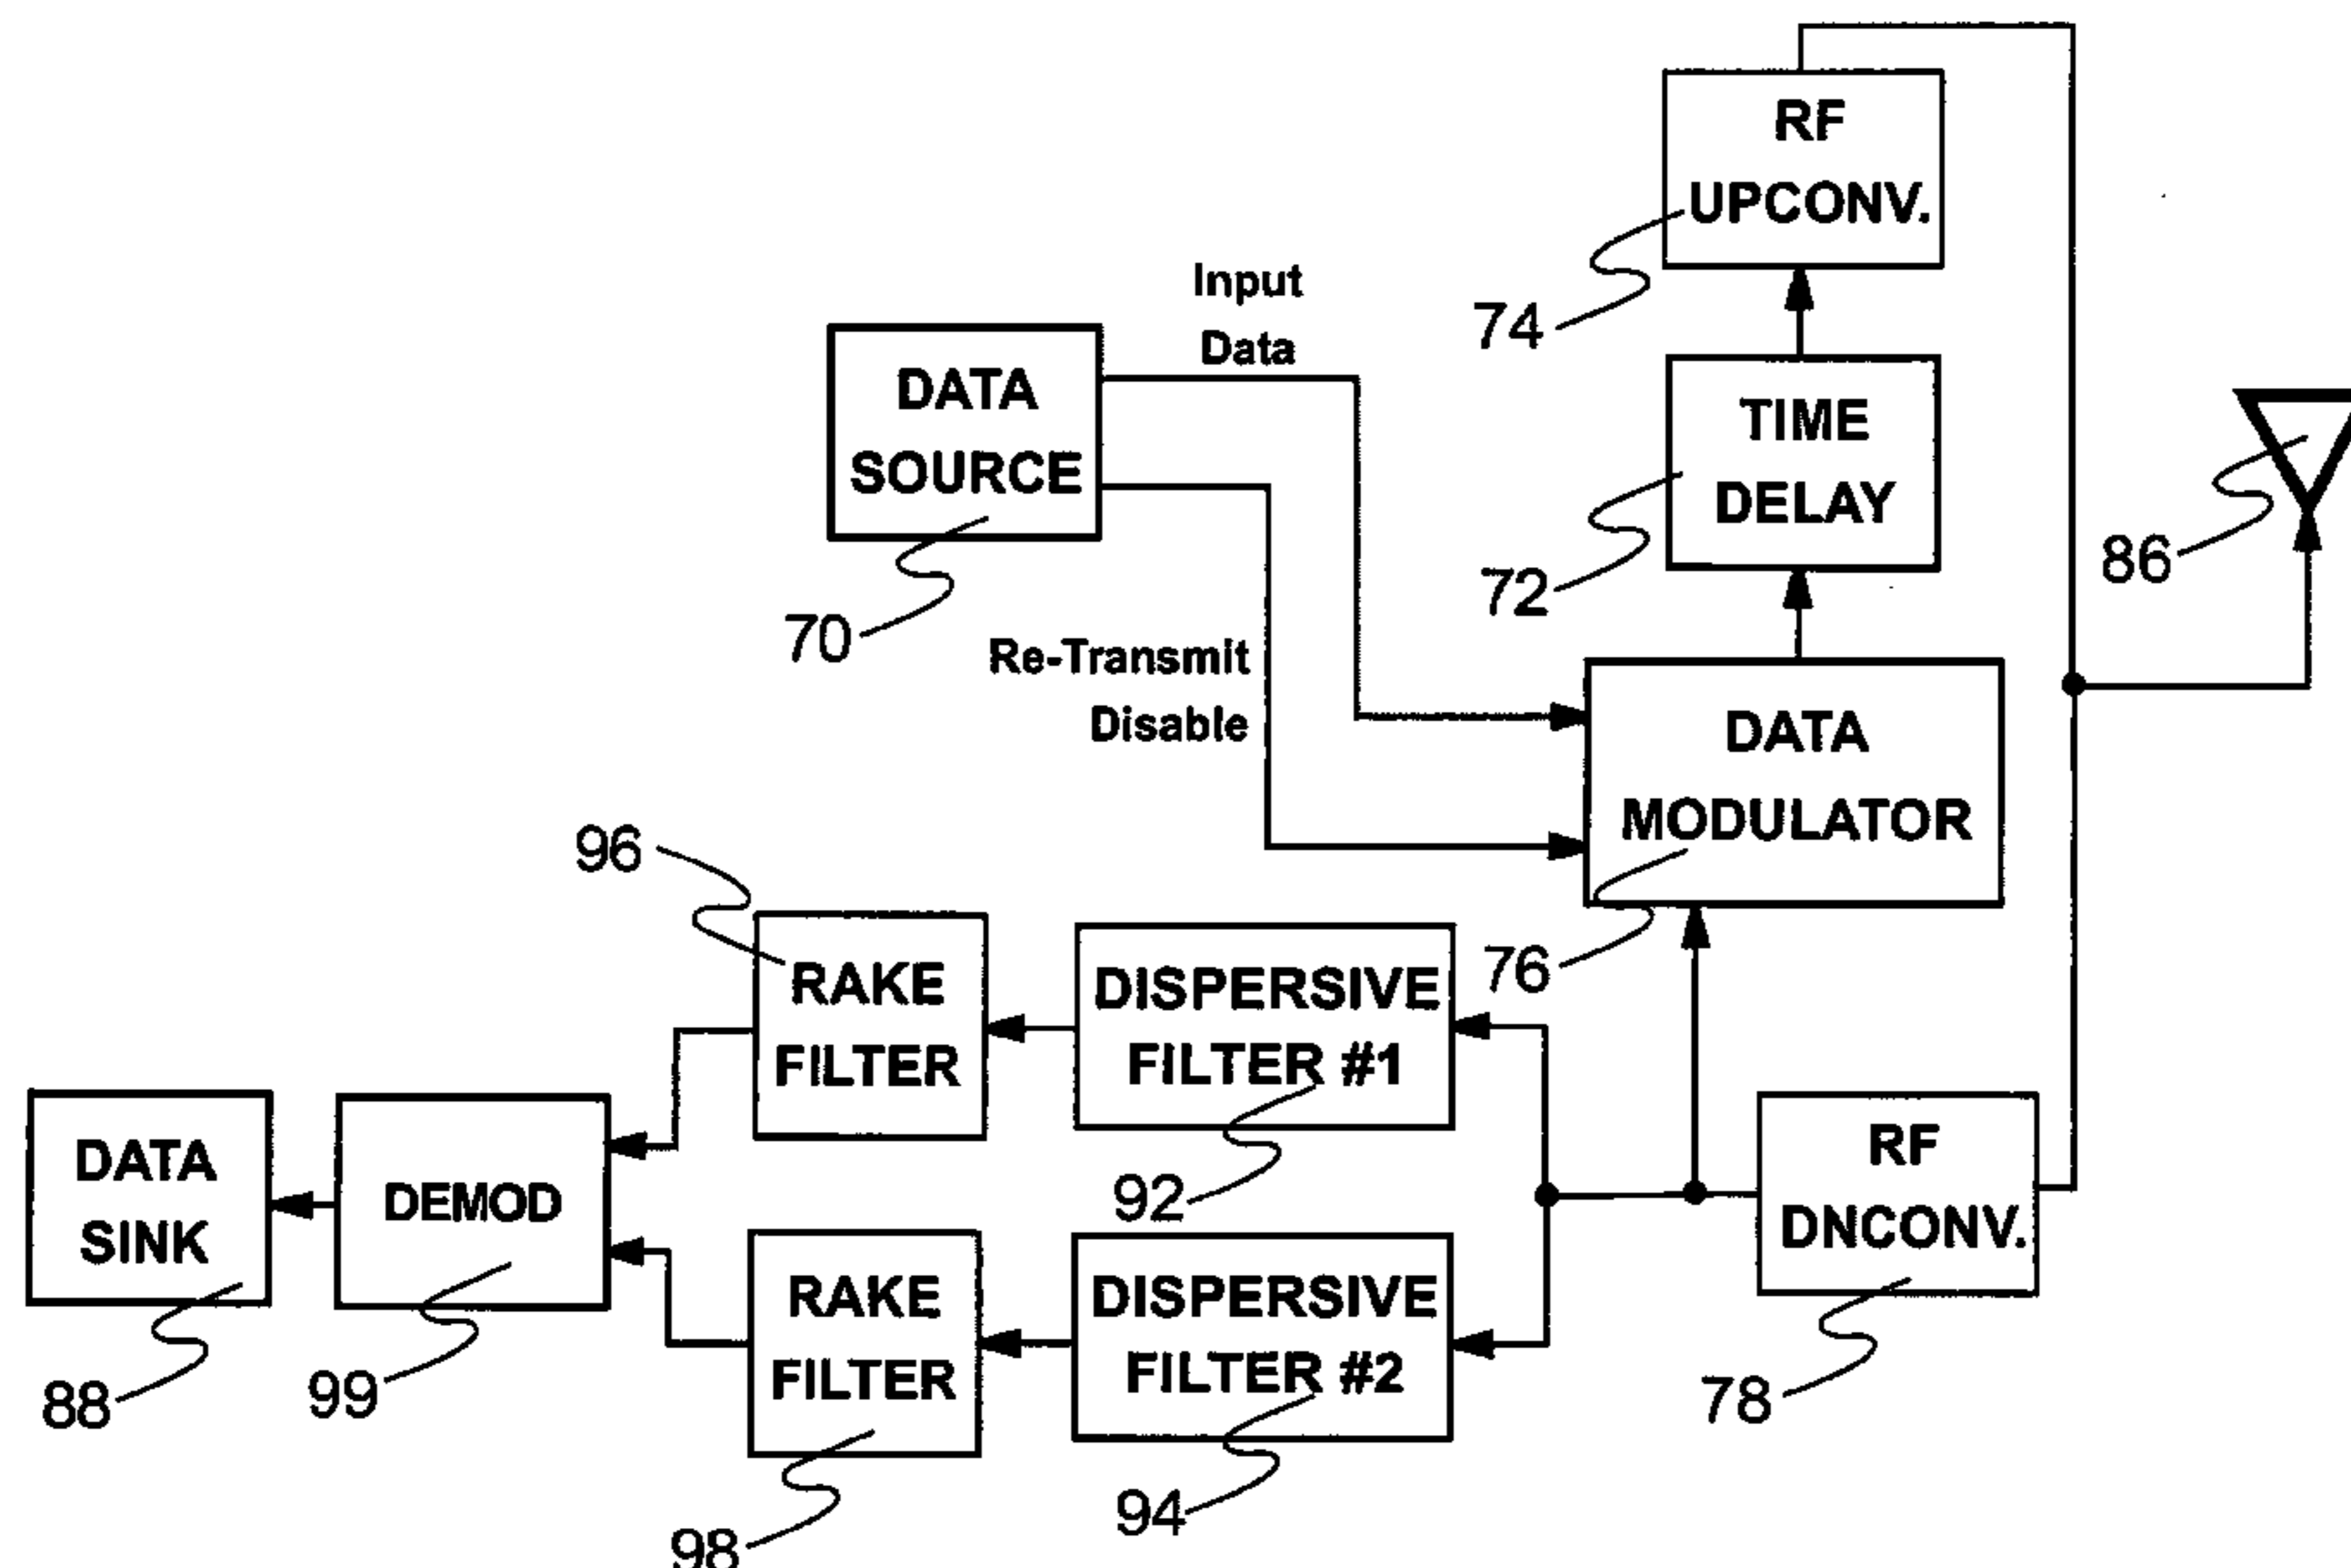 RF
UPCONV.
74
Input
Data
DATA
SOURCE
70
TIME
DELAY
72
86
Re-Transmit
Disable
DATA
MODULATOR
76
96
RAKE
FILTER
DISPERSIVE
FILTER #1
92
RF
DNCONV.
78
DATA
SINK
88
DEMOD
99
RAKE
FILTER
98
DISPERSIVE
FILTER #2
94